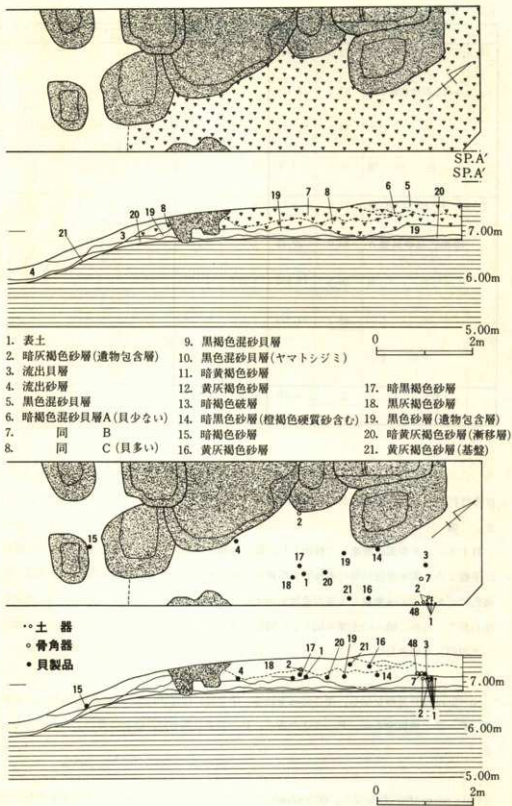 SP.A′
SP.A′
19 7 8 6 5 20
20 19 8
21
3
19
4
7.00m
6.00m
5.00m
0 2m
1. 表土
2. 暗灰褐色砂層(遺物包含層)
3. 流出貝層
4. 流出砂層
5. 黒色混砂貝層
6. 暗褐色混砂貝層A(貝少ない)
7. 同 B
8. 同 C(貝多い)
9. 黒褐色混砂貝層
10. 黒色混砂貝層(ヤマトシジミ)
11. 暗黄褐色砂層
12. 黄灰褐色砂層
13. 暗褐色破層
14. 暗黒色砂層(橙褐色硬質砂含む)
15. 暗褐色砂層
16. 黄灰褐色砂層
17. 暗黒褐色砂層
18. 黒灰褐色砂層
19. 黒色砂層(遺物包含層)
20. 暗黄灰褐色砂層(漸移層)
21. 黄灰褐色砂層(基盤)
2
15 4 19 14
17 3
18 1 20 7
21 16 2
48
1
土器
骨角器
貝製品
15 4 18 2 17 1 20 19 21 16 14 48 3
7
2 1
7.00m
6.00m
5.00m
0 2m